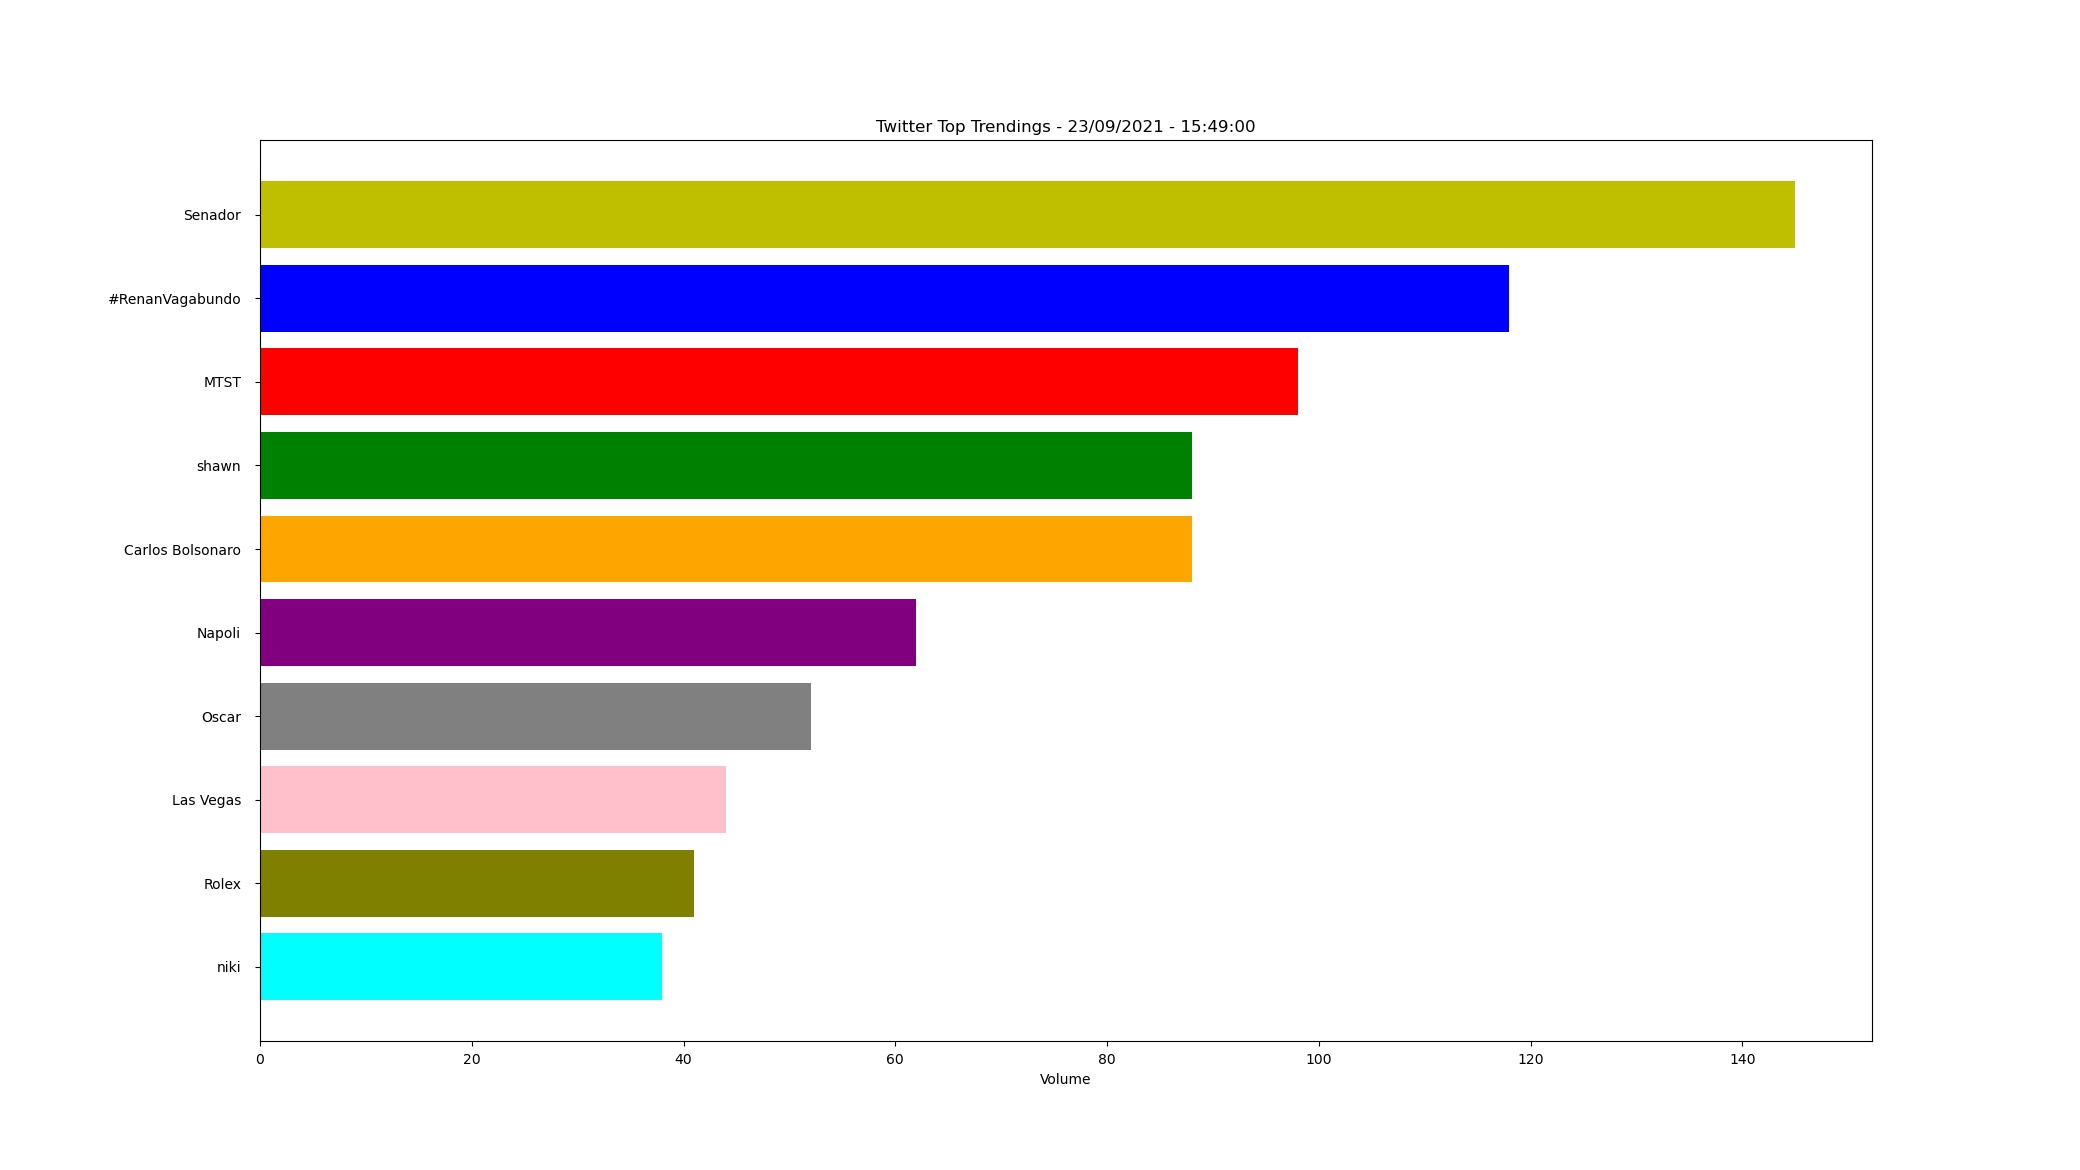 Twitter Top Trendings - 23/09/2021 - 15:49:00
Senador
#RenanVagabundo
MTST
shawn
Carlos Bolsonaro
Napoli
Oscar
Las Vegas
Rolex
niki
0 20 40 60 80 100 120 140
Volume